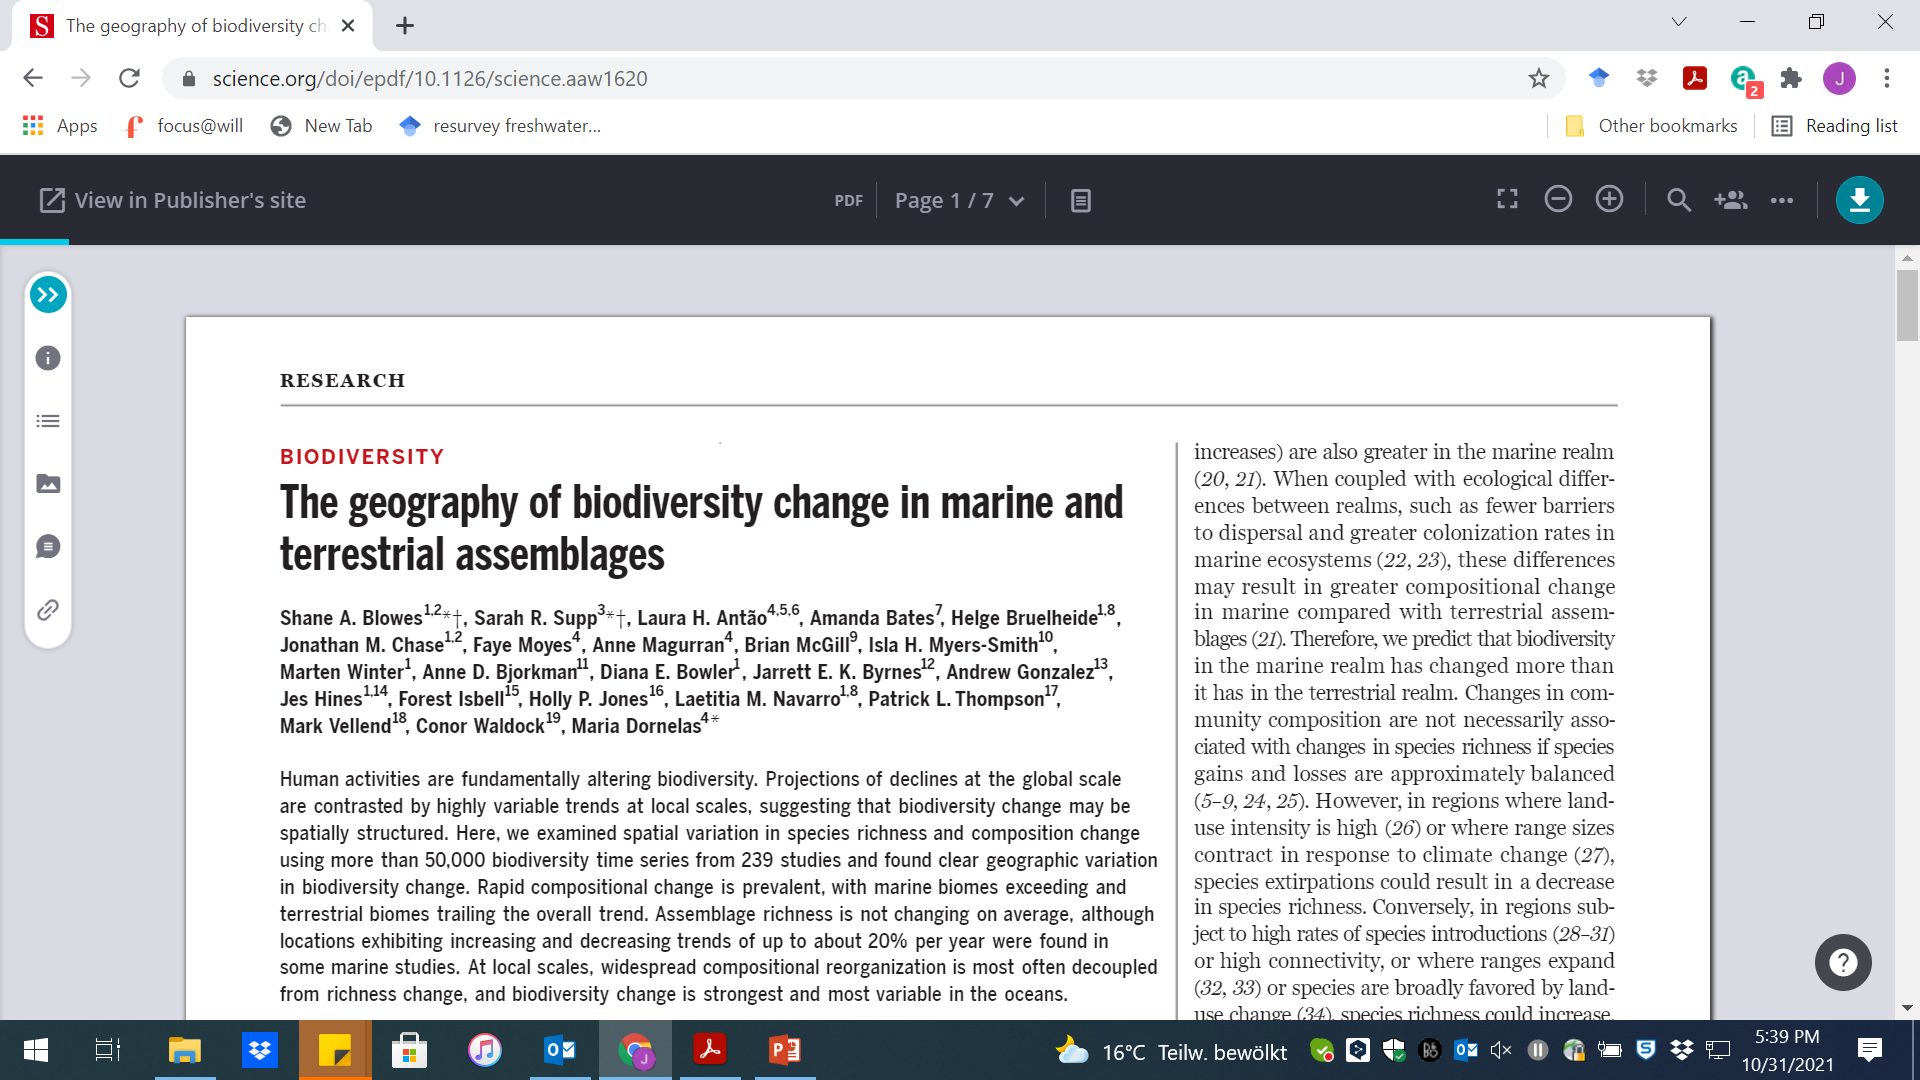 The geography of biodiversity ch
science.org/doi/epdf/10.1126/science.aaw1620
2
J
Apps
focus@will
New Tab
resurvey freshwater...
Other bookmarks
Reading list
View in Publisher's site
PDF
Page 1 / 7
RESEARCH
BIODIVERSITY
The geography of biodiversity change in marine and
terrestrial assemblages
Shane A. Blowes1,2*†, Sarah R. Supp3*†, Laura H. Antão4,5,6, Amanda Bates7, Helge Bruelheide1,8,
Jonathan M. Chase1,2, Faye Moyes4, Anne Magurran4, Brian McGill9, Isla H. Myers-Smith10,
Marten Winter1, Anne D. Bjorkman11, Diana E. Bowler1, Jarrett E. K. Byrnes12, Andrew Gonzalez13,
Jes Hines1,14, Forest Isbell15, Holly P. Jones16, Laetitia M. Navarro1,8, Patrick L. Thompson17,
Mark Vellend18, Conor Waldock19, Maria Dornelas4*
Human activities are fundamentally altering biodiversity. Projections of declines at the global scale
are contrasted by highly variable trends at local scales, suggesting that biodiversity change may be
spatially structured. Here, we examined spatial variation in species richness and composition change
using more than 50,000 biodiversity time series from 239 studies and found clear geographic variation
in biodiversity change. Rapid compositional change is prevalent, with marine biomes exceeding and
terrestrial biomes trailing the overall trend. Assemblage richness is not changing on average, although
locations exhibiting increasing and decreasing trends of up to about 20% per year were found in
some marine studies. At local scales, widespread compositional reorganization is most often decoupled
from richness change, and biodiversity change is strongest and most variable in the oceans.
increases) are also greater in the marine realm
(20, 21). When coupled with ecological differ-
ences between realms, such as fewer barriers
to dispersal and greater colonization rates in
marine ecosystems (22, 23), these differences
may result in greater compositional change
in marine compared with terrestrial assem-
blages (21). Therefore, we predict that biodiversity
in the marine realm has changed more than
it has in the terrestrial realm. Changes in com-
munity composition are not necessarily asso-
ciated with changes in species richness if species
gains and losses are approximately balanced
(5–9, 24, 25). However, in regions where land-
use intensity is high (26) or where range sizes
contract in response to climate change (27),
species extirpations could result in a decrease
in species richness. Conversely, in regions sub-
ject to high rates of species introductions (28–31)
or high connectivity, or where ranges expand
(32, 33) or species are broadly favored by land-
use change (34), species richness could increase.
16°C Teilw. bewölkt
5:39 PM
10/31/2021